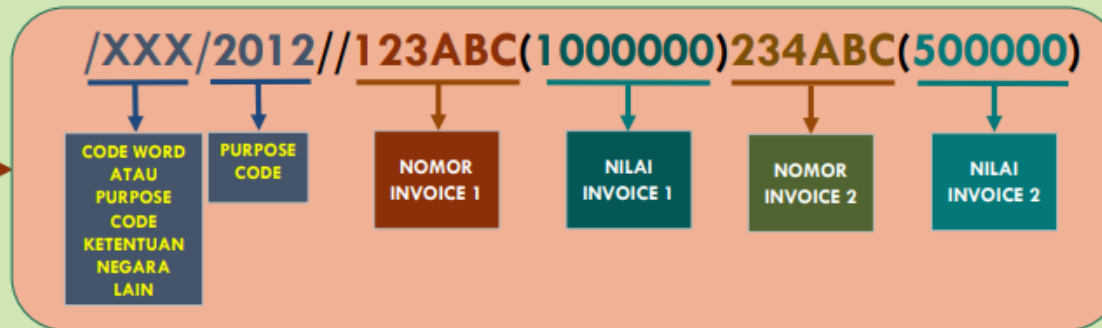 /XXX/2012//123ABC(1000000)234ABC(500000)
CODE WORD
ATAU
PURPOSE
CODE
KETENTUAN
NEGARA
LAIN
PURPOSE
CODE
NOMOR
INVOICE 1
NILAI
INVOICE 1
NOMOR
INVOICE 2
NILAI
INVOICE 2